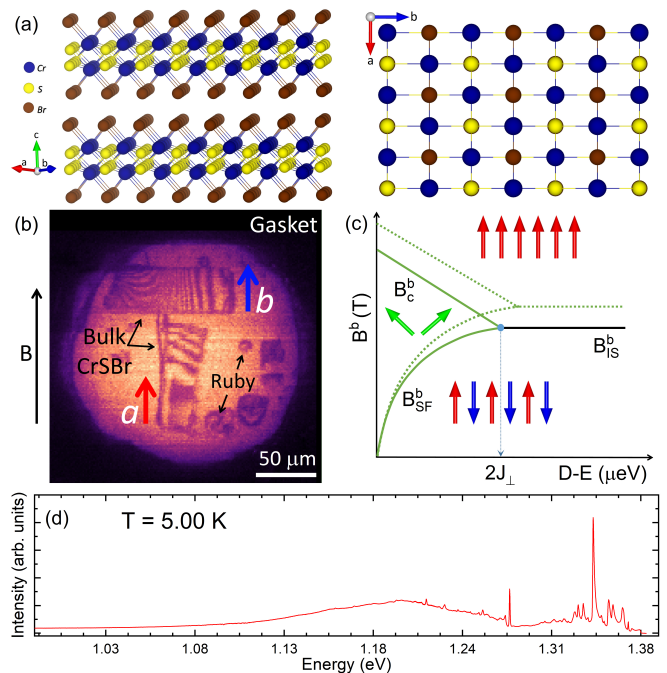 (a)
Cr
S
Br
c
a
b
b
a
(b)
Gasket
B
b
Bulk
CrSBr
a
Ruby
50 μm
(c)
B^b (T)
B_c^b
B_IS^b
B_SF^b
2J_⊥
D-E (μeV)
(d)
T = 5.00 K
Intensity (arb. units)
1.03
1.08
1.13
1.18
1.24
1.31
1.38
Energy (eV)